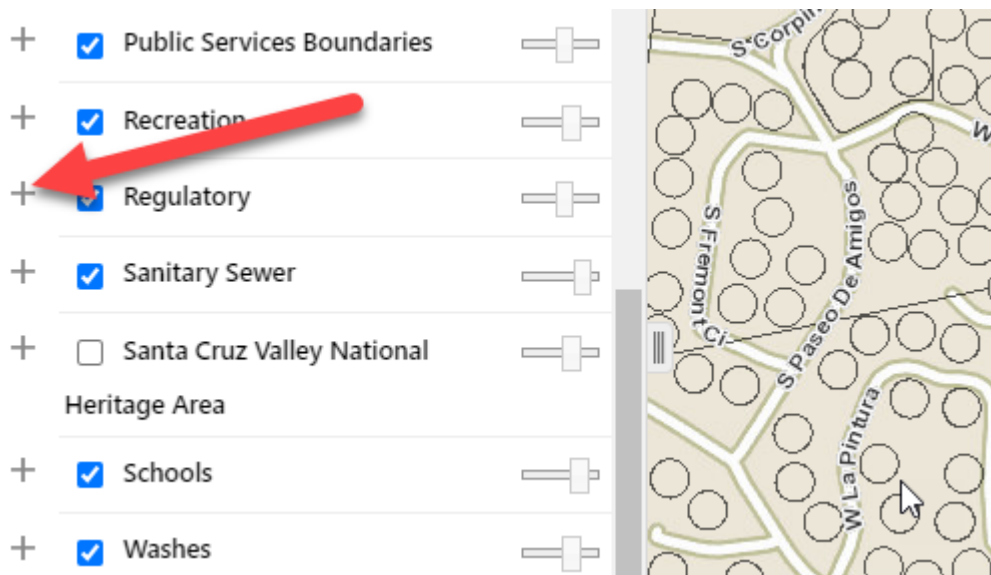 Public Services Boundaries
Recreation
Regulatory
Sanitary Sewer
Santa Cruz Valley National
Heritage Area
Schools
Washes
S Corpin
W
S Fremont Ci
S Paseo De Amigos
W La Pintura